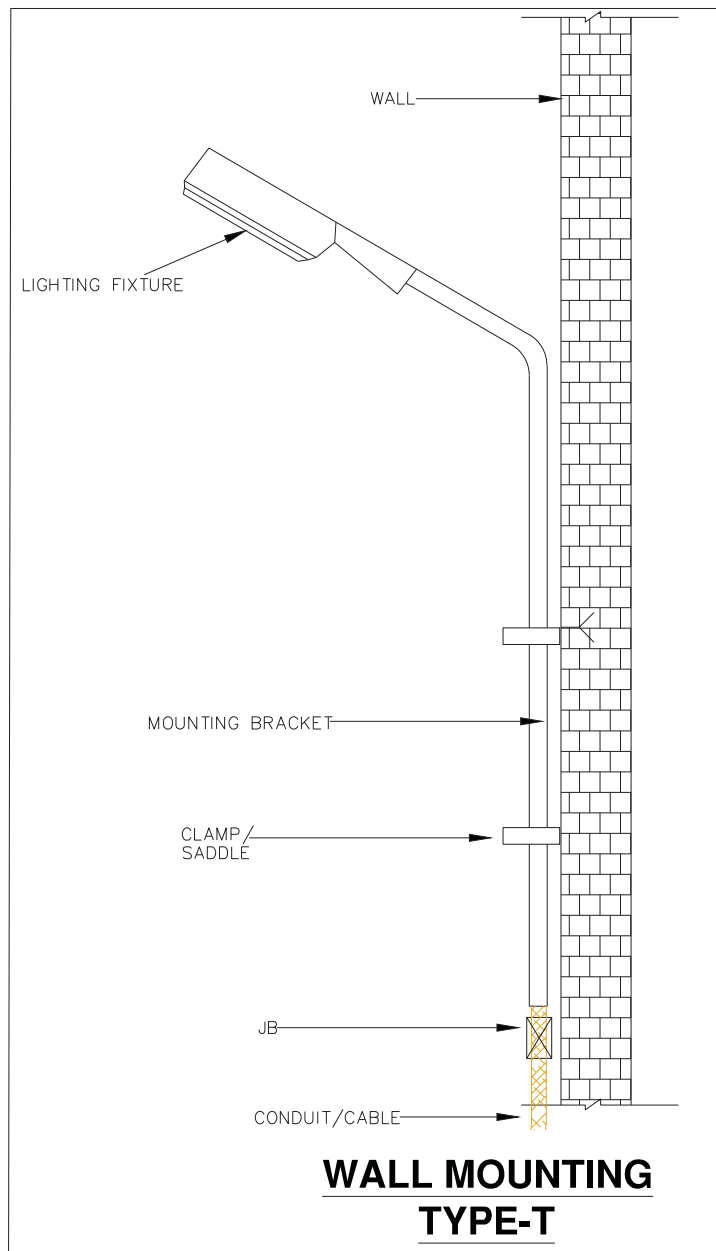 WALL
LIGHTING FIXTURE
MOUNTING BRACKET
CLAMP/
SADDLE
JB
CONDUIT/CABLE
WALL MOUNTING
TYPE-T